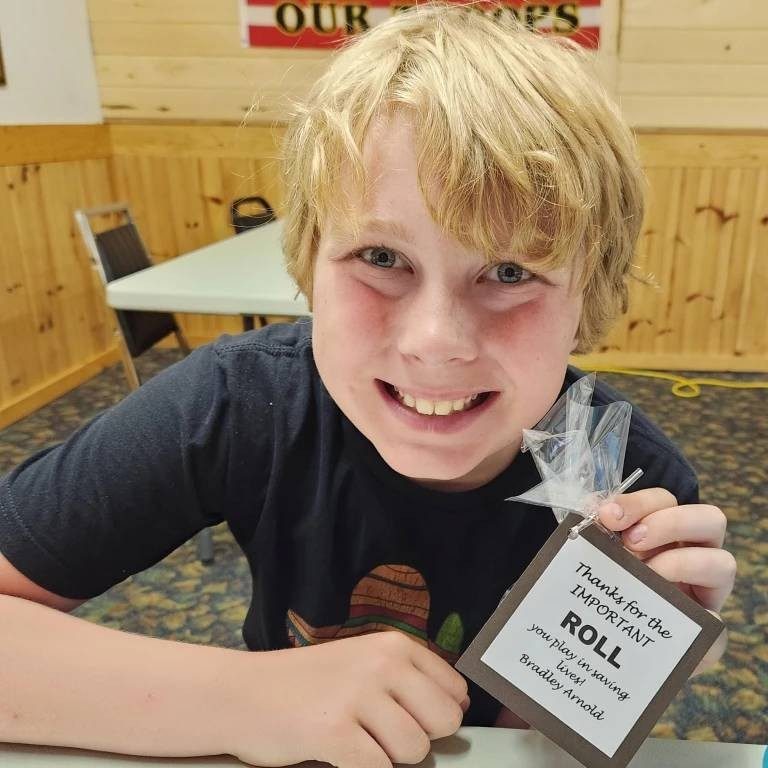 OUR
Thanks for the
IMPORTANT
ROLL
you play in saving
lives!
Bradley Arnold